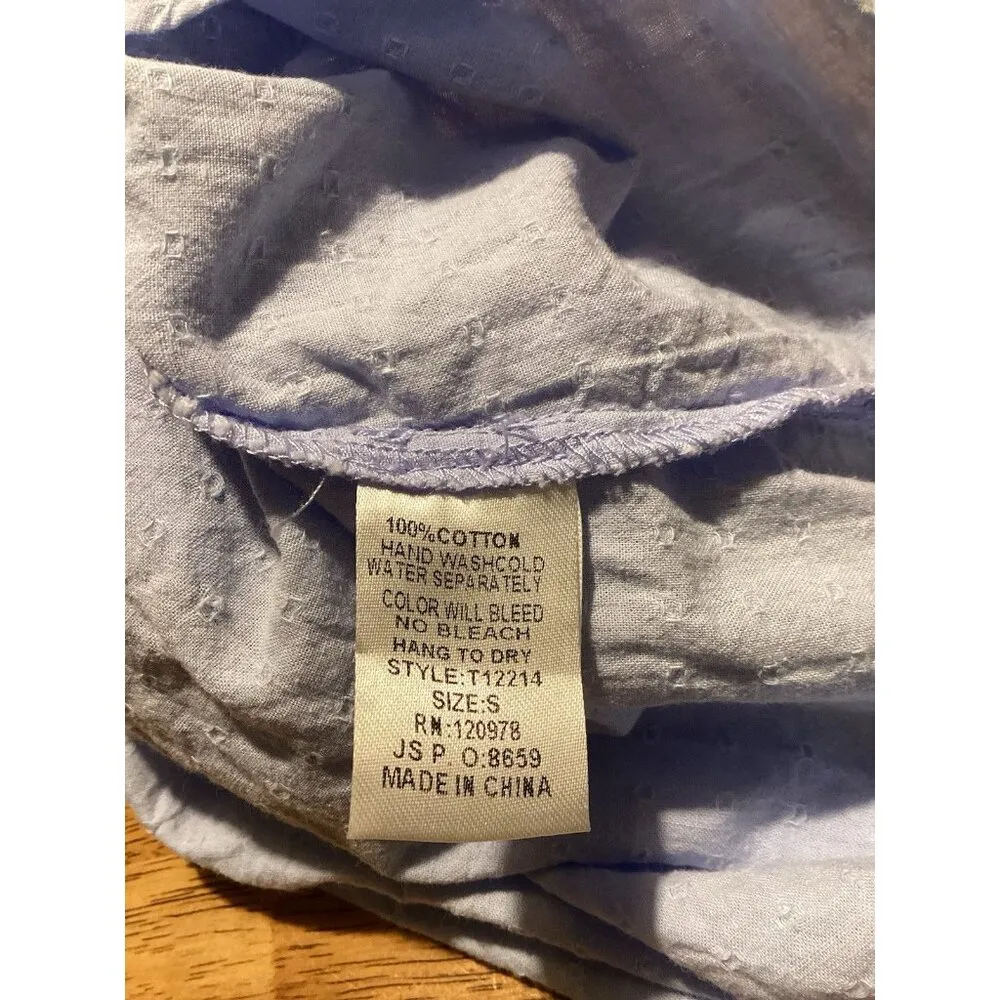 100%COTTON
HAND WASHCOLD
WATER SEPARATELY
COLOR WILL BLEED
NO BLEACH
HANG TO DRY
STYLE:T12214
SIZE:S
RN:120978
JS P. O:8659
MADE IN CHINA